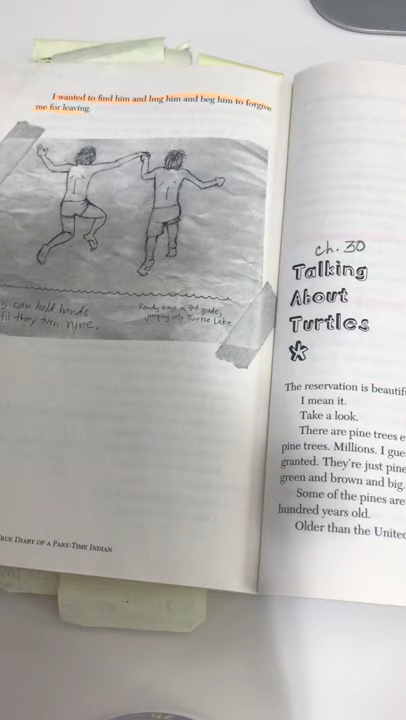 I wanted to find him and hug him and beg him to forgive
me for leaving.
s can hold hands
til they turn nine.
Rowdy and me in 3rd grade,
jumping into Turtle Lake
RUE DIARY OF A PART-TIME INDIAN
ch. 30
Talking
About
Turtles
The reservation is beautif
I mean it.
Take a look.
There are pine trees e
pine trees. Millions. I gue
granted. They're just pine
green and brown and big.
Some of the pines are
hundred years old.
Older than the United